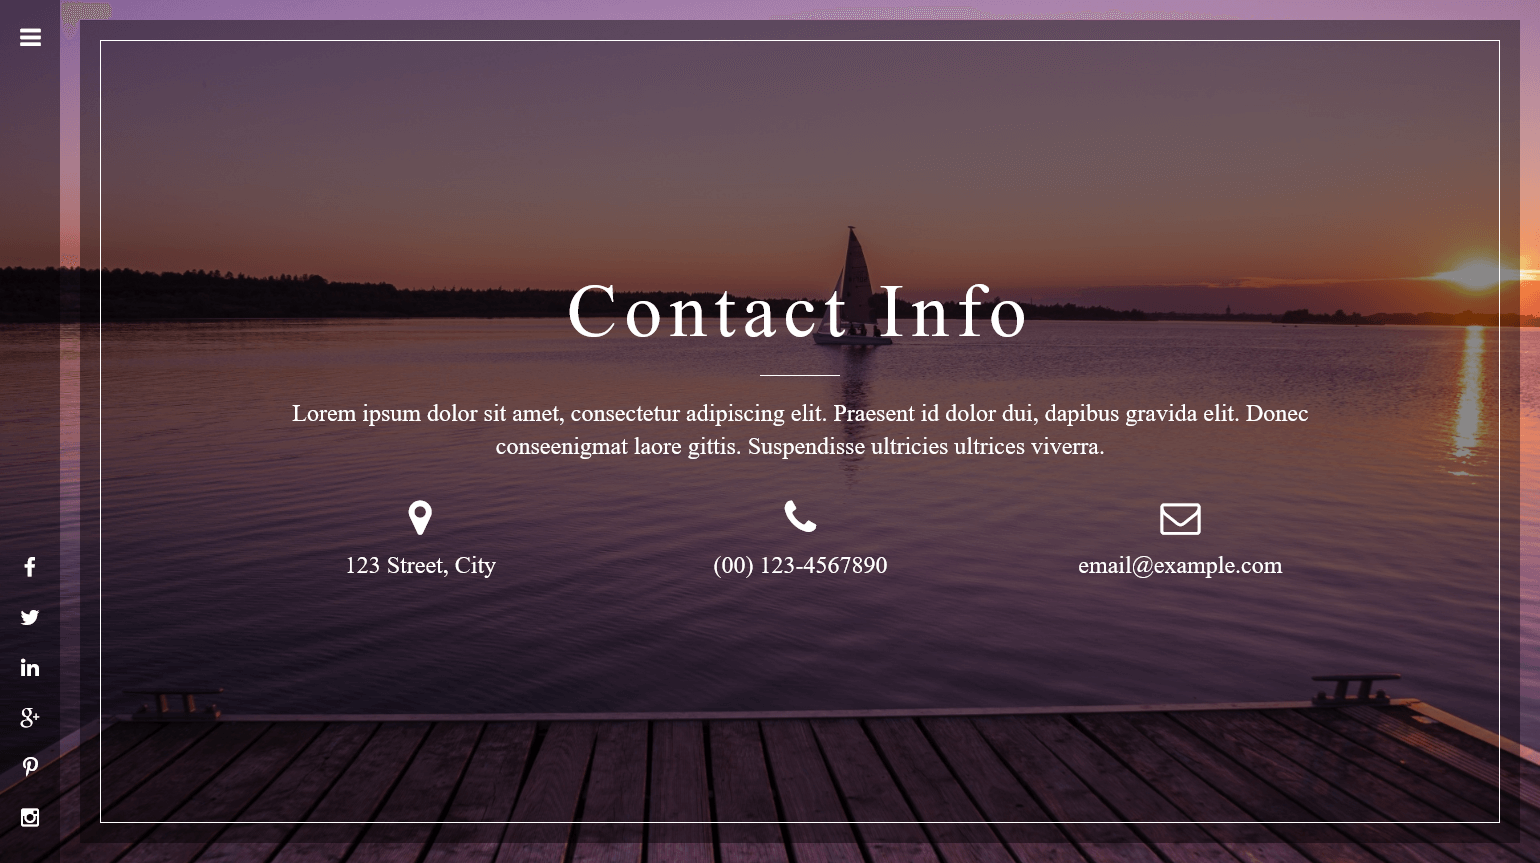 Contact Info
Lorem ipsum dolor sit amet, consectetur adipiscing elit. Praesent id dolor dui, dapibus gravida elit. Donec
conseenigmat laore gittis. Suspendisse ultricies ultrices viverra.
123 Street, City
(00) 123-4567890
email@example.com